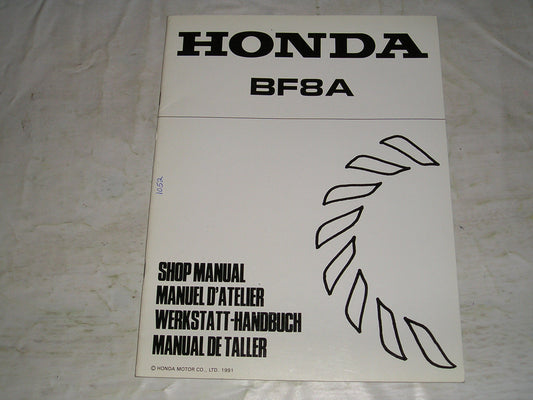 HONDA
BF8A
1052
SHOP MANUAL
MANUEL D'ATELIER
WERKSTATT-HANDBUCH
MANUAL DE TALLER
© HONDA MOTOR CO., LTD. 1991